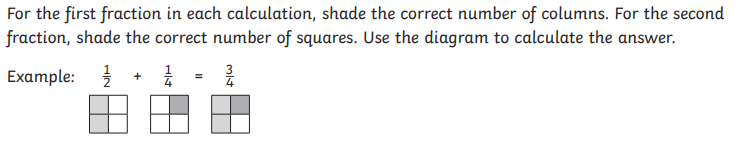 For the first fraction in each calculation, shade the correct number of columns. For the second
fraction, shade the correct number of squares. Use the diagram to calculate the answer.
Example: 1/2 + 1/4 = 3/4